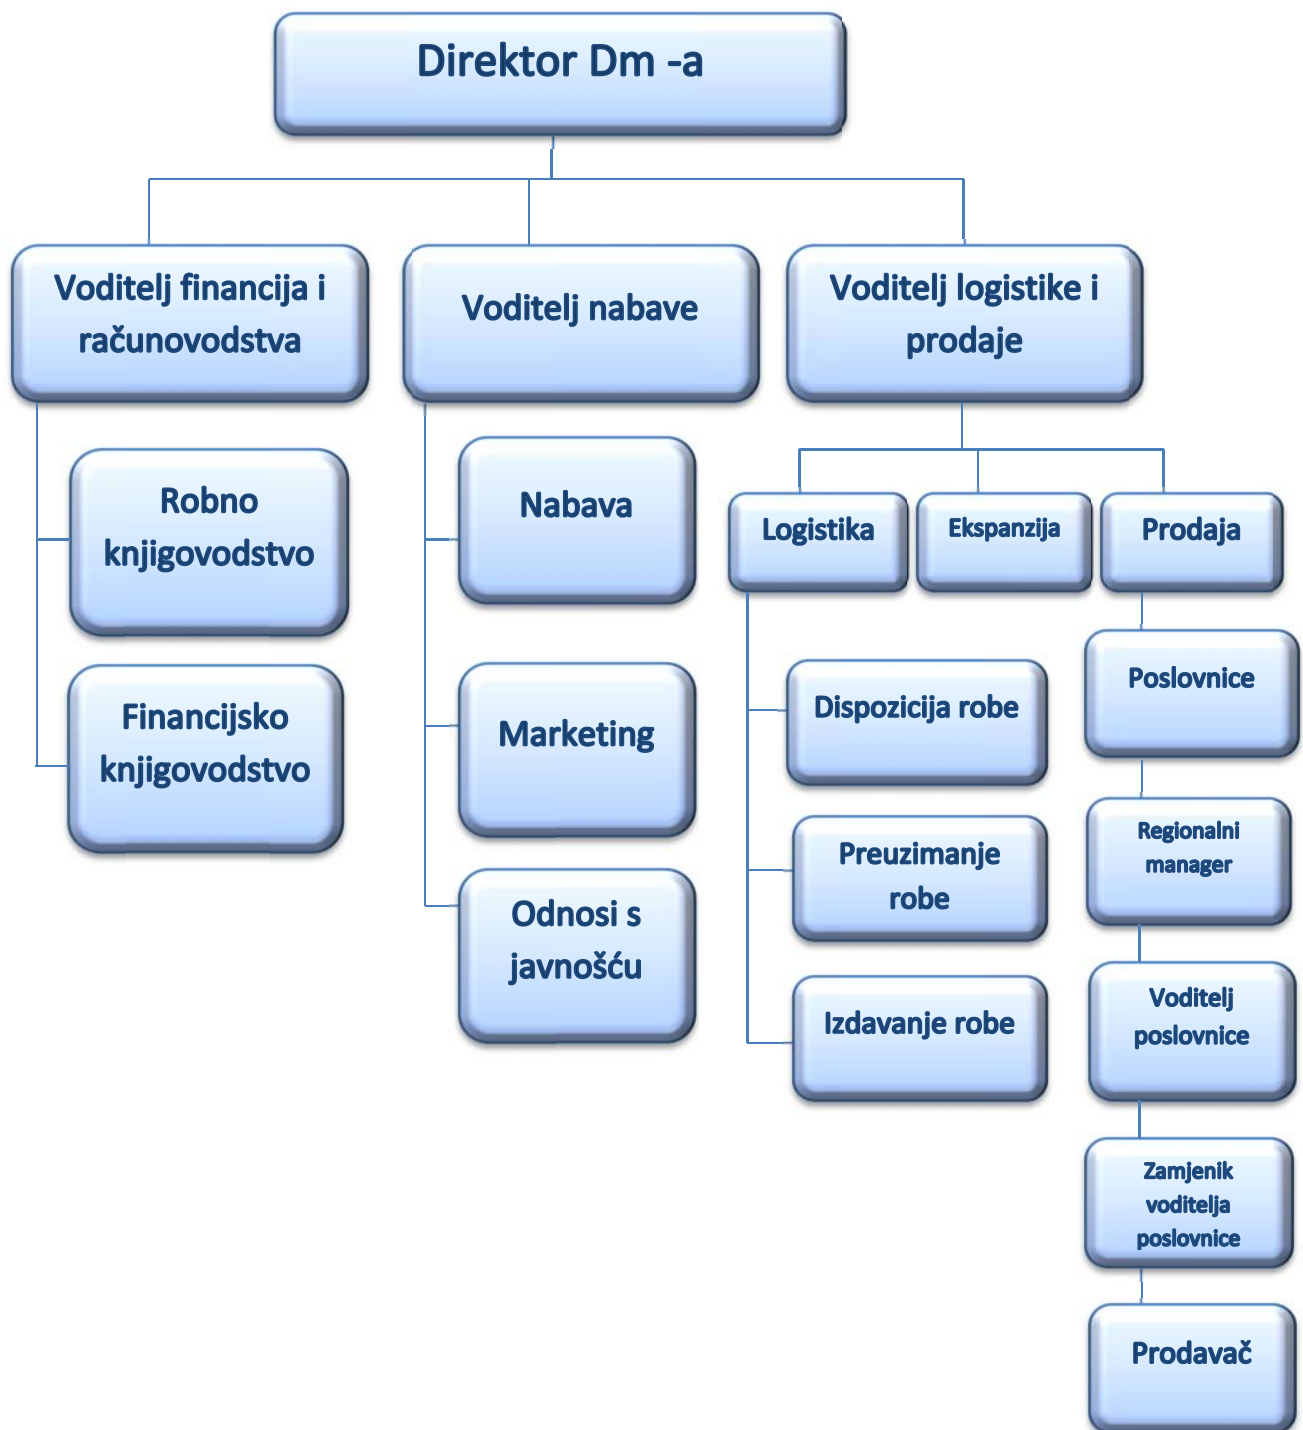 Direktor Dm -a
Voditelj financija i
računovodstva
Voditelj nabave
Voditelj logistike i
prodaje
Robno
knjigovodstvo
Financijsko
knjigovodstvo
Nabava
Marketing
Odnosi s
javnošću
Logistika
Ekspanzija
Prodaja
Dispozicija robe
Preuzimanje
robe
Izdavanje robe
Poslovnice
Regionalni
manager
Voditelj
poslovnice
Zamjenik
voditelja
poslovnice
Prodavač